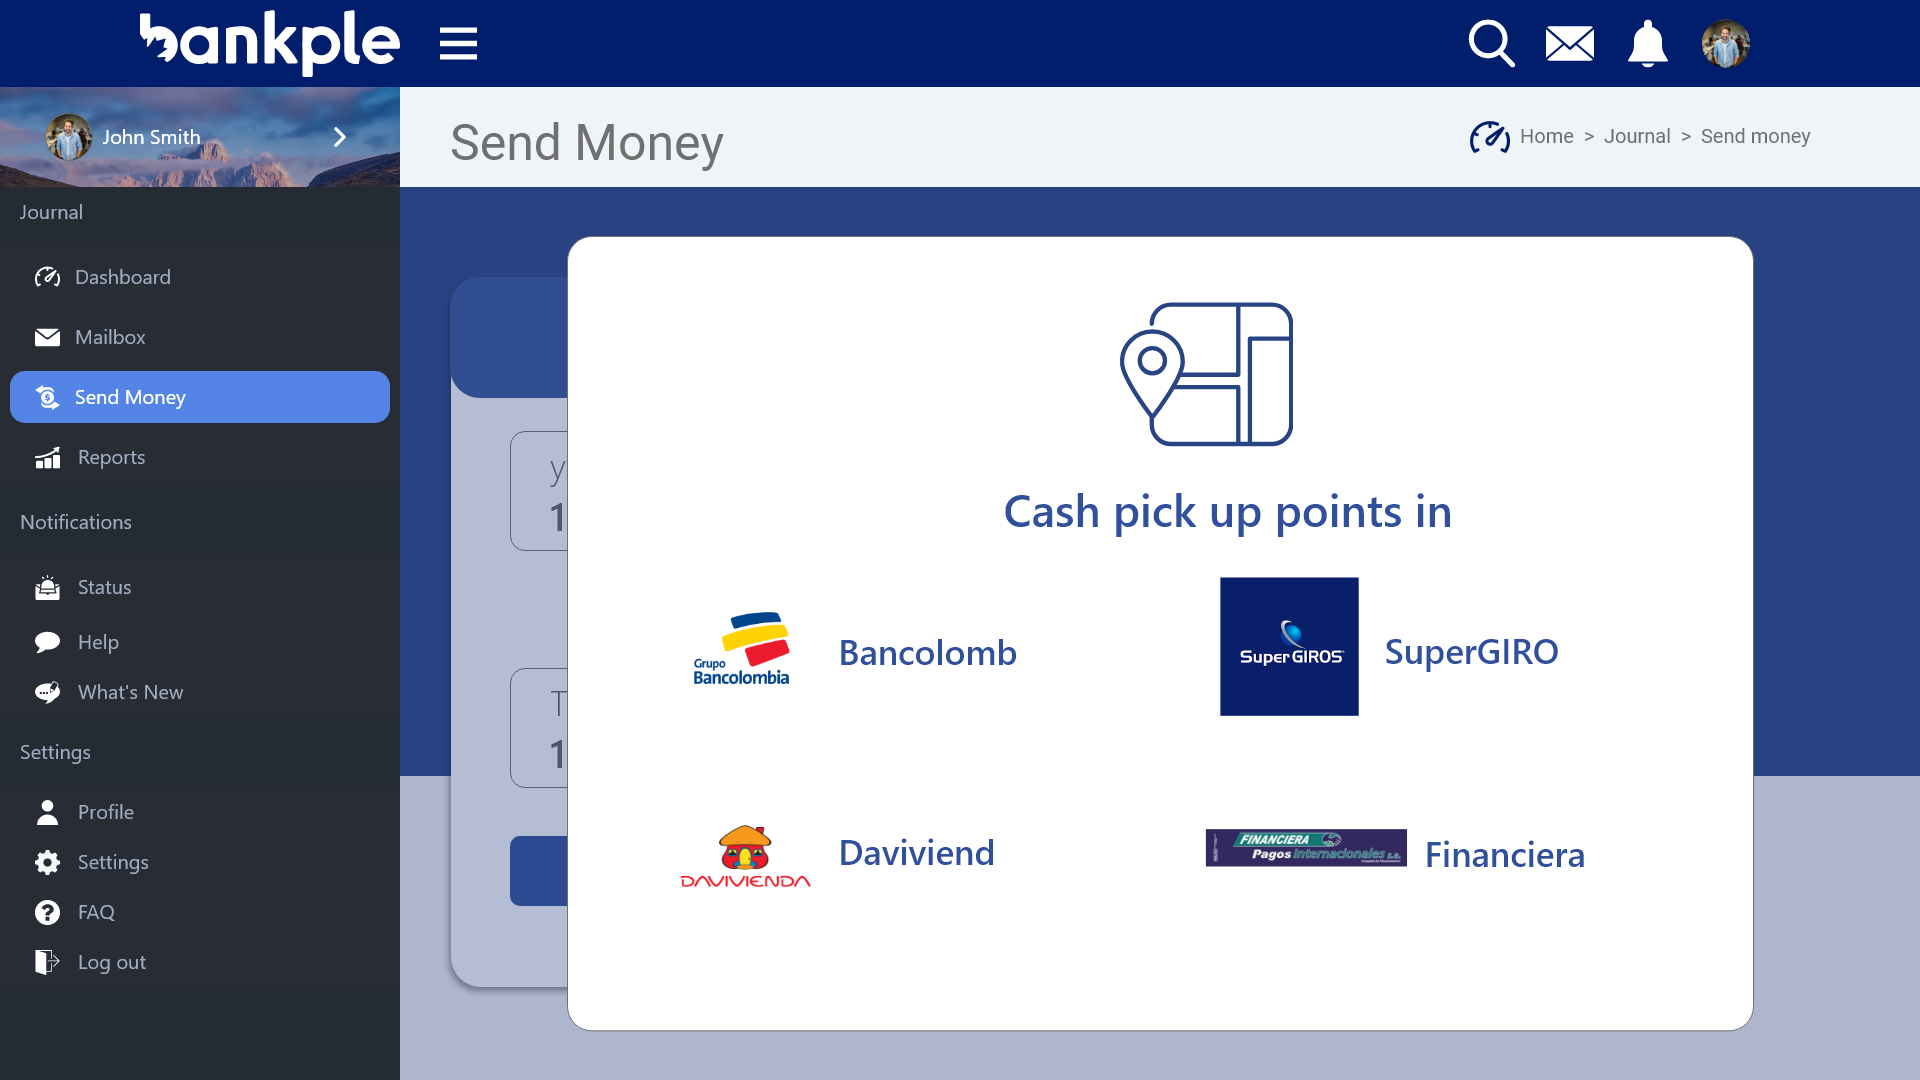 bankple
John Smith
Send Money
Home > Journal > Send money
Journal
Dashboard
Mailbox
Send Money
Reports
Notifications
Status
Help
What's New
Settings
Profile
Settings
FAQ
Log out
y
1
T
1
Cash pick up points in
Grupo
Bancolombia
Bancolomb
SuperGIROS
SuperGIRO
DAVIVIENDA
Daviviend
FINANCIERA
Pagos Internacionales S.A.
Financiera